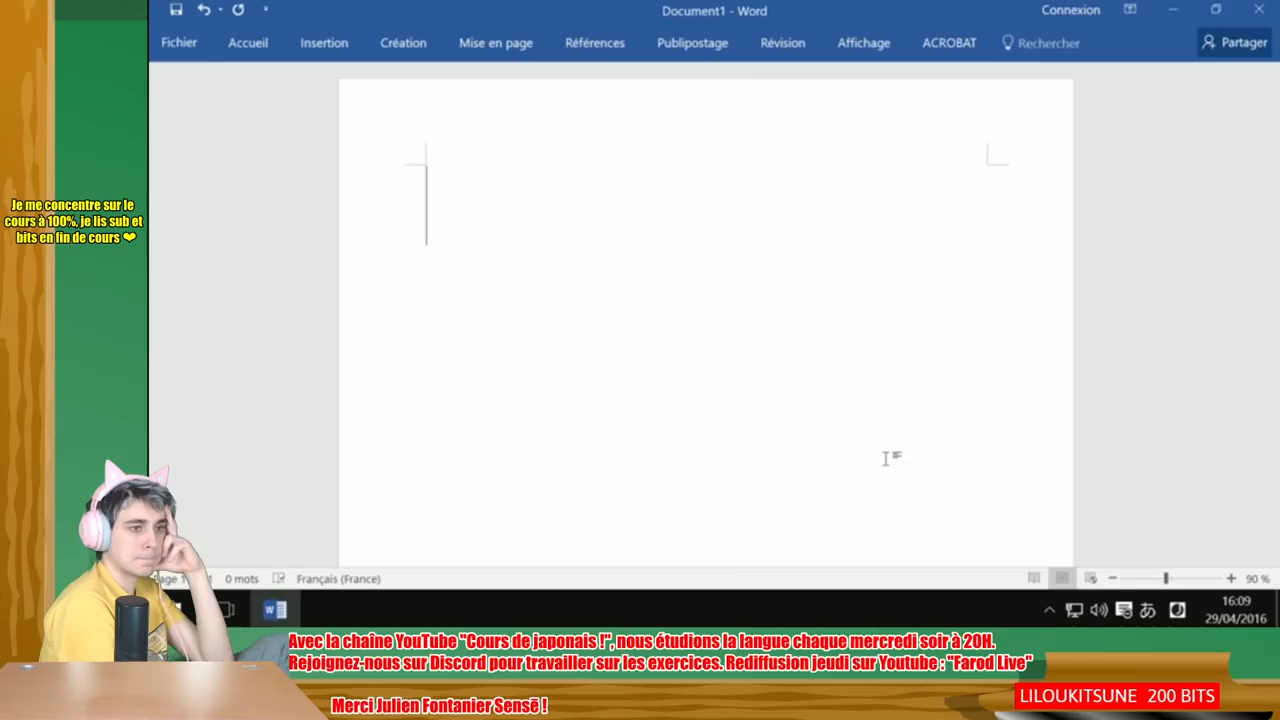 Document1 - Word
Connexion
Fichier
Accueil
Insertion
Création
Mise en page
Références
Publipostage
Révision
Affichage
ACROBAT
Rechercher
Partager
Je me concentre sur le
cours à 100%, je lis sub et
bits en fin de cours ❤
0 mots
Français (France)
90 %
あ
16:09
29/04/2016
Avec la chaîne YouTube "Cours de japonais !", nous étudions la langue chaque mercredi soir à 20H.
Rejoignez-nous sur Discord pour travailler sur les exercices. Rediffusion jeudi sur Youtube : "Farod Live"
Merci Julien Fontanier Sensē !
LILOUKITSUNE 200 BITS